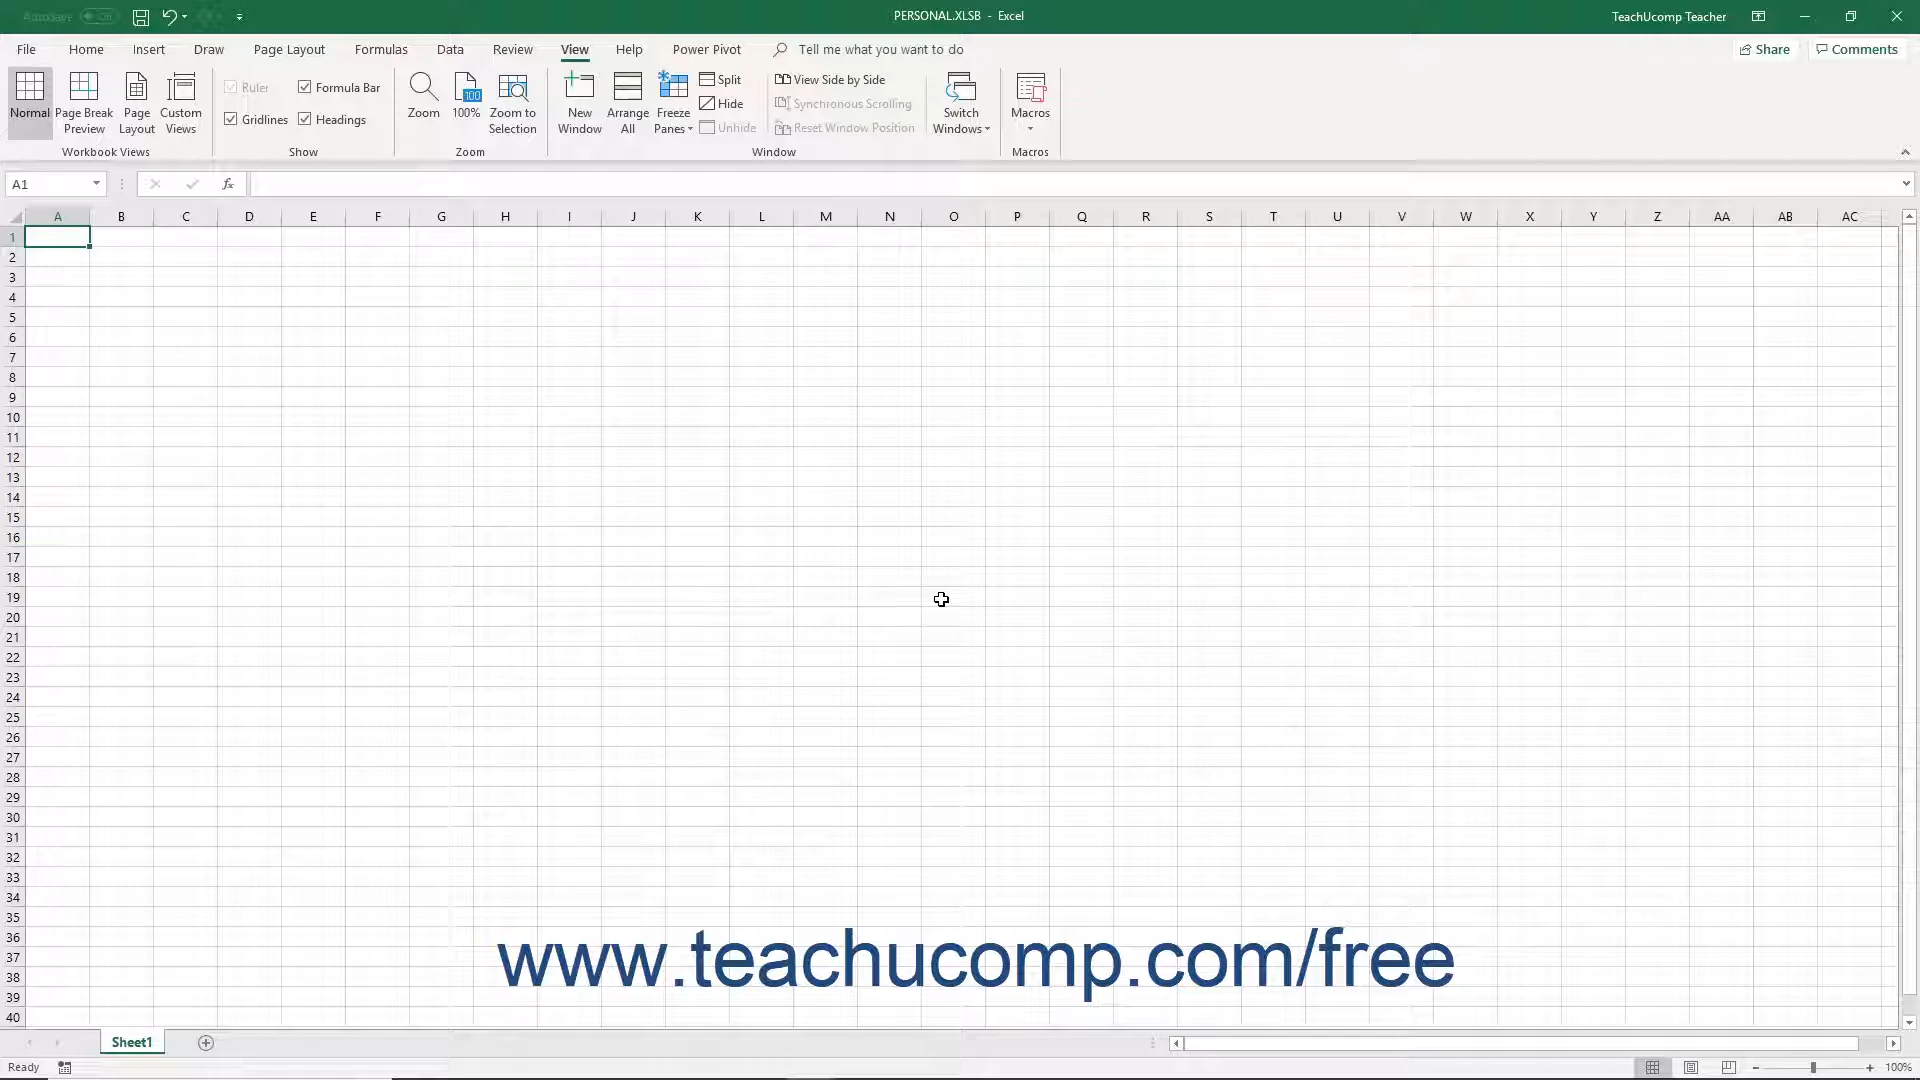 AutoSave Off PERSONAL.XLSB - Excel TeachUcomp Teacher
File Home Insert Draw Page Layout Formulas Data Review View Help Power Pivot Tell me what you want to do Share Comments
Normal
Page Break Preview
Page Layout
Custom Views
Workbook Views
Ruler Formula Bar
Gridlines Headings
Show
Zoom
100
100%
Zoom to Selection
Zoom
New Window
Arrange All
Freeze Panes
Split
Hide
Unhide
View Side by Side
Synchronous Scrolling
Reset Window Position
Window
Switch Windows
Macros
Macros
A1 fx
A B C D E F G H I J K L M N O P Q R S T U V W X Y Z AA AB AC
1
2
3
4
5
6
7
8
9
10
11
12
13
14
15
16
17
18
19
20
21
22
23
24
25
26
27
28
29
30
31
32
33
34
35
36
37
38
39
40
www.teachucomp.com/free
Sheet1
Ready 100%